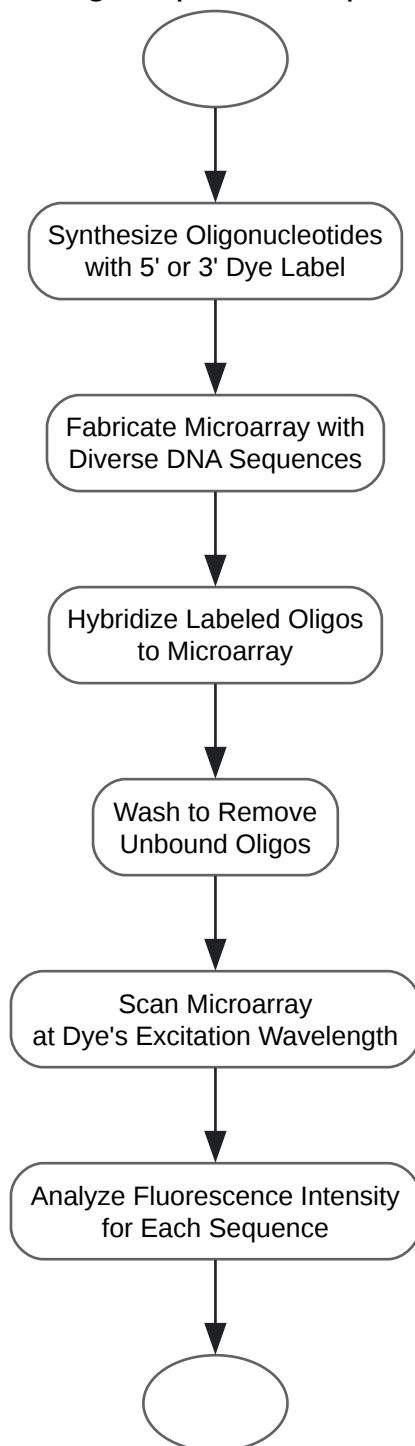 Synthesize Oligonucleotides
with 5' or 3' Dye Label
Fabricate Microarray with
Diverse DNA Sequences
Hybridize Labeled Oligos
to Microarray
Wash to Remove
Unbound Oligos
Scan Microarray
at Dye's Excitation Wavelength
Analyze Fluorescence Intensity
for Each Sequence